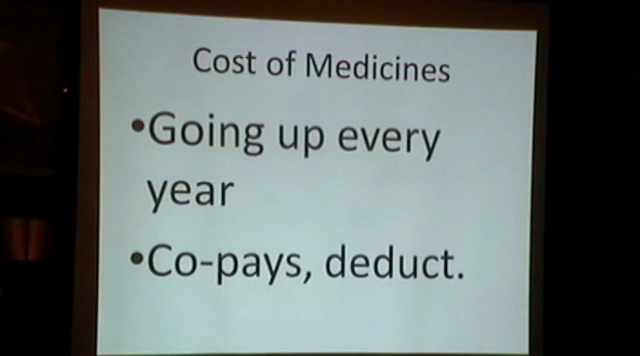 Cost of Medicines
•Going up every
year
•Co-pays, deduct.